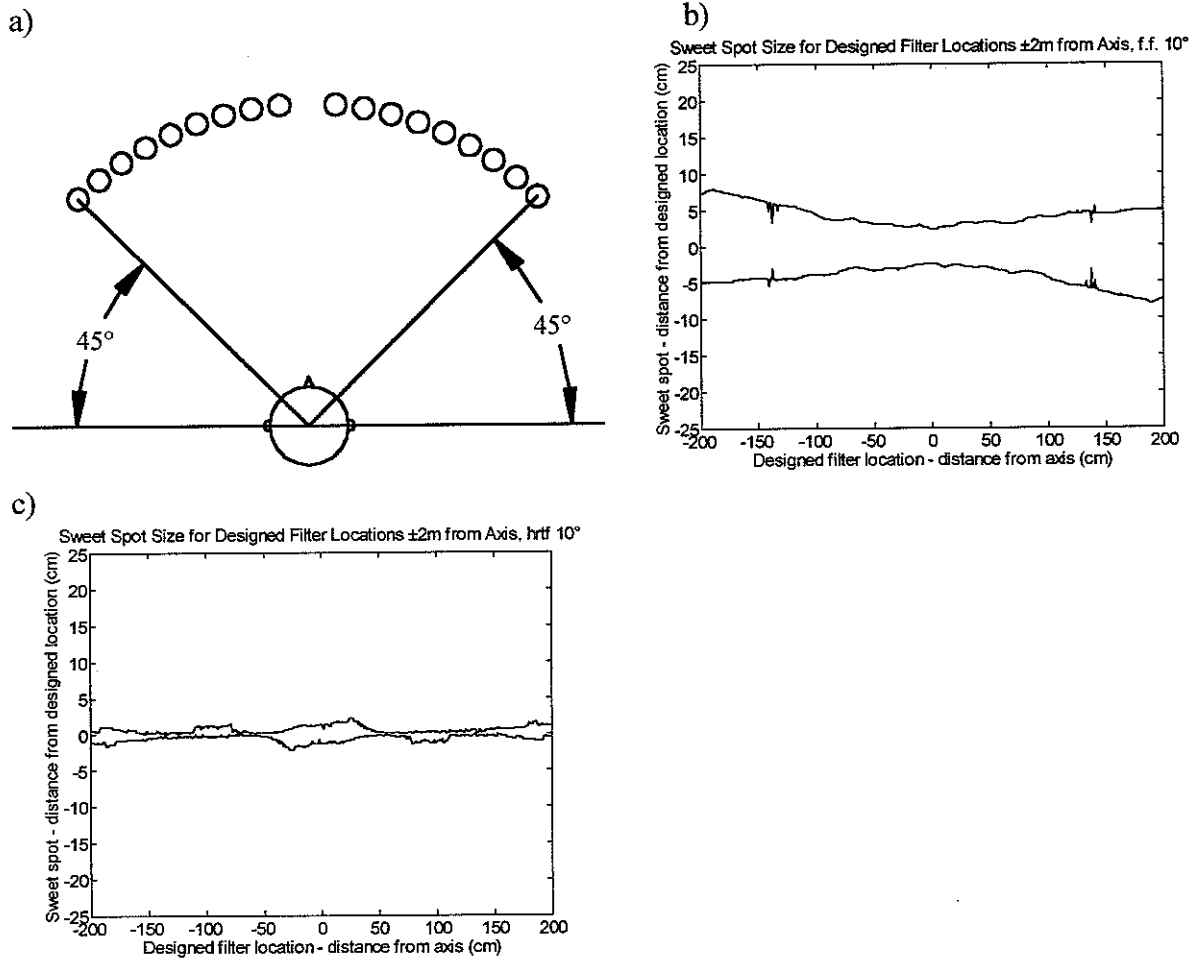 a)
45°
45°
b)
Sweet Spot Size for Designed Filter Locations ±2m from Axis, f.f. 10°
Sweet spot - distance from designed location (cm)
25
20
15
10
5
0
-5
-10
-15
-20
-25
-200 -150 -100 -50 0 50 100 150 200
Designed filter location - distance from axis (cm)
c)
Sweet Spot Size for Designed Filter Locations ±2m from Axis, hrtf 10°
Sweet spot - distance from designed location (cm)
25
20
15
10
5
0
-5
-10
-15
-20
-25
-200 -150 -100 -50 0 50 100 150 200
Designed filter location - distance from axis (cm)